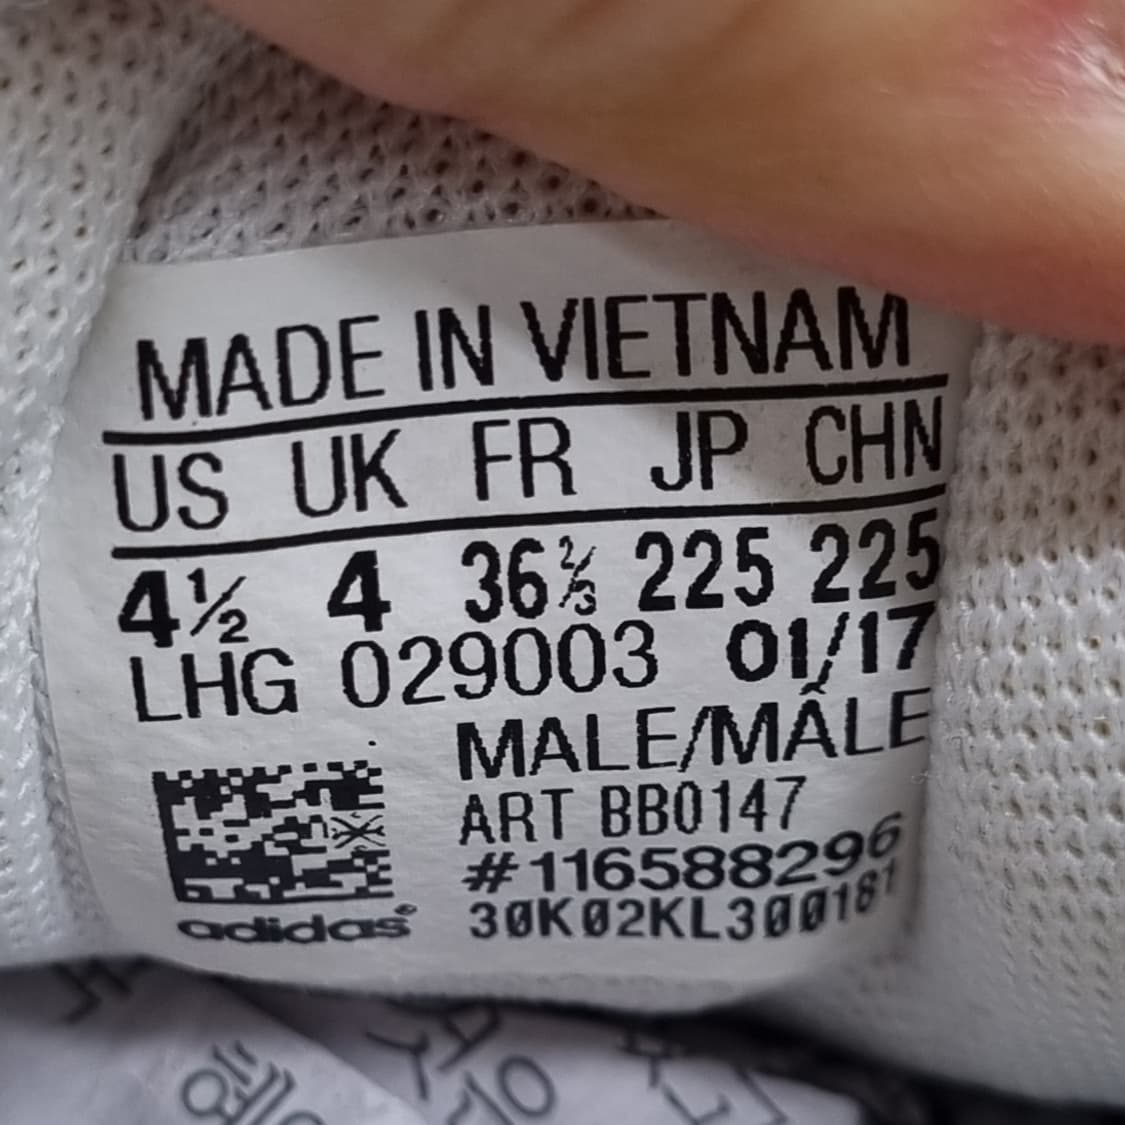 MADE IN VIETNAM
US UK FR JP CHN
4½ 4 36⅔ 225 225
LHG 029003 01/17
MALE/MÂLE
ART BB0147
#116588296
30K02KL300181
adidas®